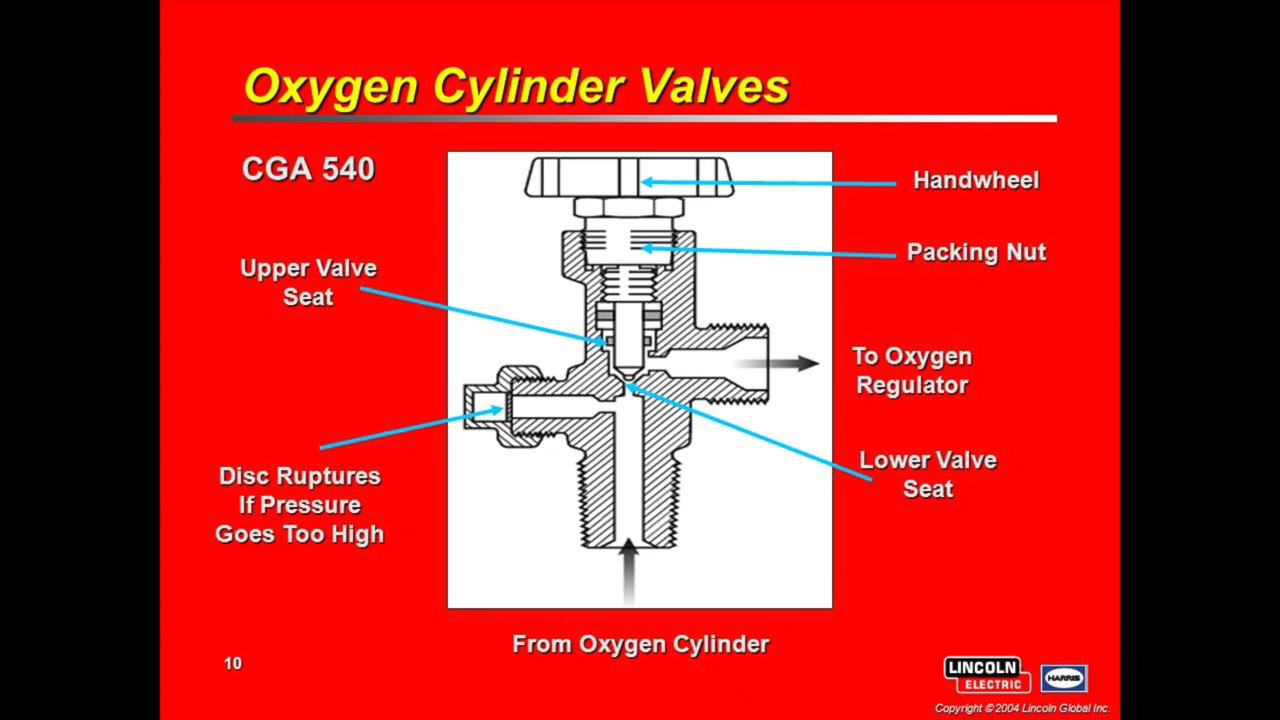 Oxygen Cylinder Valves
CGA 540
Handwheel
Packing Nut
Upper Valve
Seat
To Oxygen
Regulator
Lower Valve
Seat
Disc Ruptures
If Pressure
Goes Too High
From Oxygen Cylinder
10
LINCOLN
ELECTRIC
HARRIS
Copyright © 2004 Lincoln Global Inc.